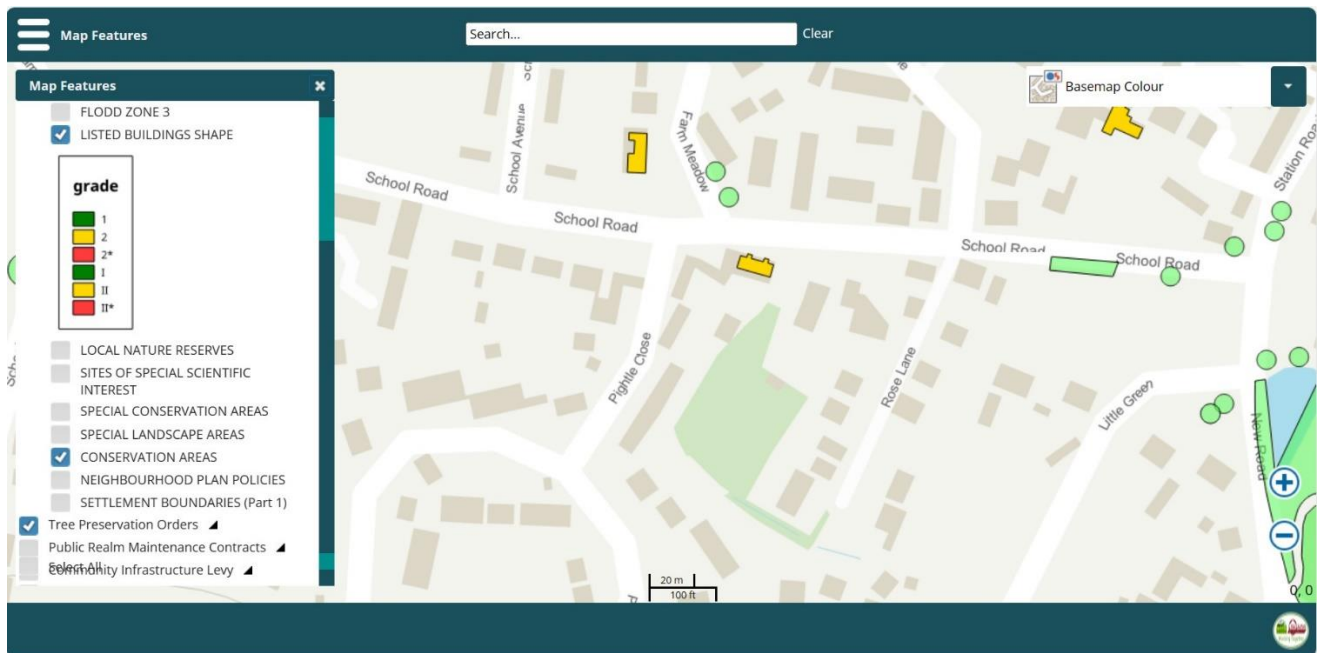 Map Features
Search...
Clear
Map Features
Basemap Colour
FLODD ZONE 3
LISTED BUILDINGS SHAPE
grade
1
2
2*
I
II
II*
LOCAL NATURE RESERVES
SITES OF SPECIAL SCIENTIFIC
INTEREST
SPECIAL CONSERVATION AREAS
SPECIAL LANDSCAPE AREAS
CONSERVATION AREAS
NEIGHBOURHOOD PLAN POLICIES
SETTLEMENT BOUNDARIES (Part 1)
Tree Preservation Orders
Public Realm Maintenance Contracts
Select All
Community Infrastructure Levy
School Avenue
Farm Meadow
School Road
School Road
School Road
School Road
Station Road
Pightle Close
Rose Lane
Little Green
New Road
20 m
100 ft
0, 0